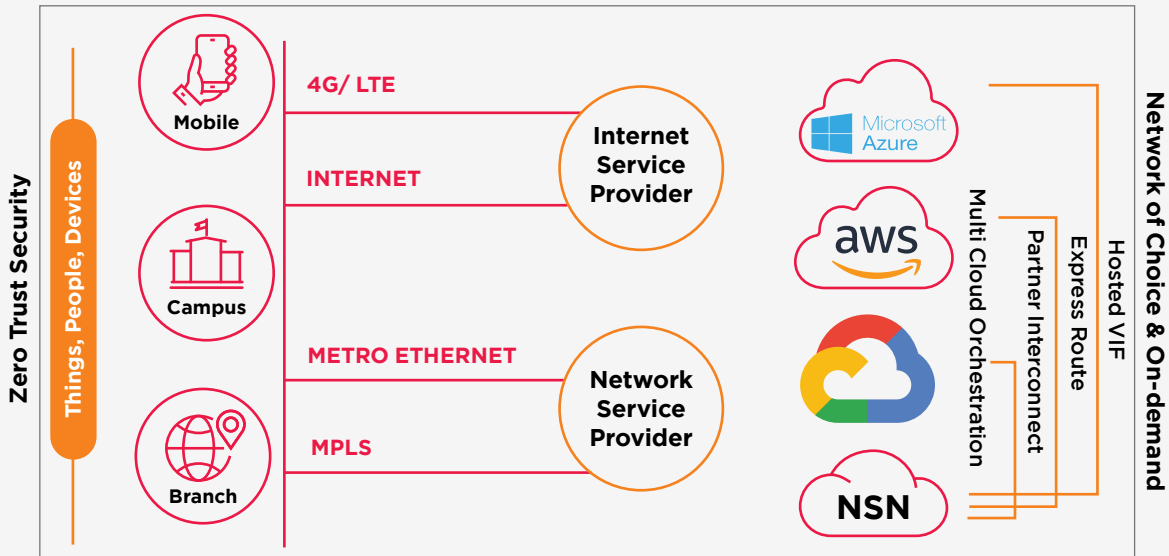 Zero Trust Security
Things, People, Devices
Mobile
Campus
Branch
4G/ LTE
INTERNET
METRO ETHERNET
MPLS
Internet
Service
Provider
Network
Service
Provider
Microsoft
Azure
aws
NSN
Multi Cloud Orchestration
Partner Interconnect
Express Route
Hosted VIF
Network of Choice & On-demand